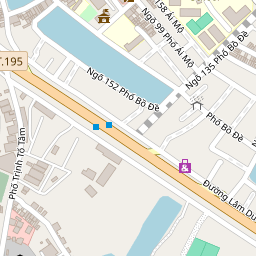 158 Ái Mộ
Ngõ 99 Phố Ái Mộ
Ngõ 135 Phố Bồ Đề
T.195
Ngõ 152 Phố Bồ Đề
Phố Bồ Đề
Phố Trịnh Tố Tâm
Đường Lâm Du